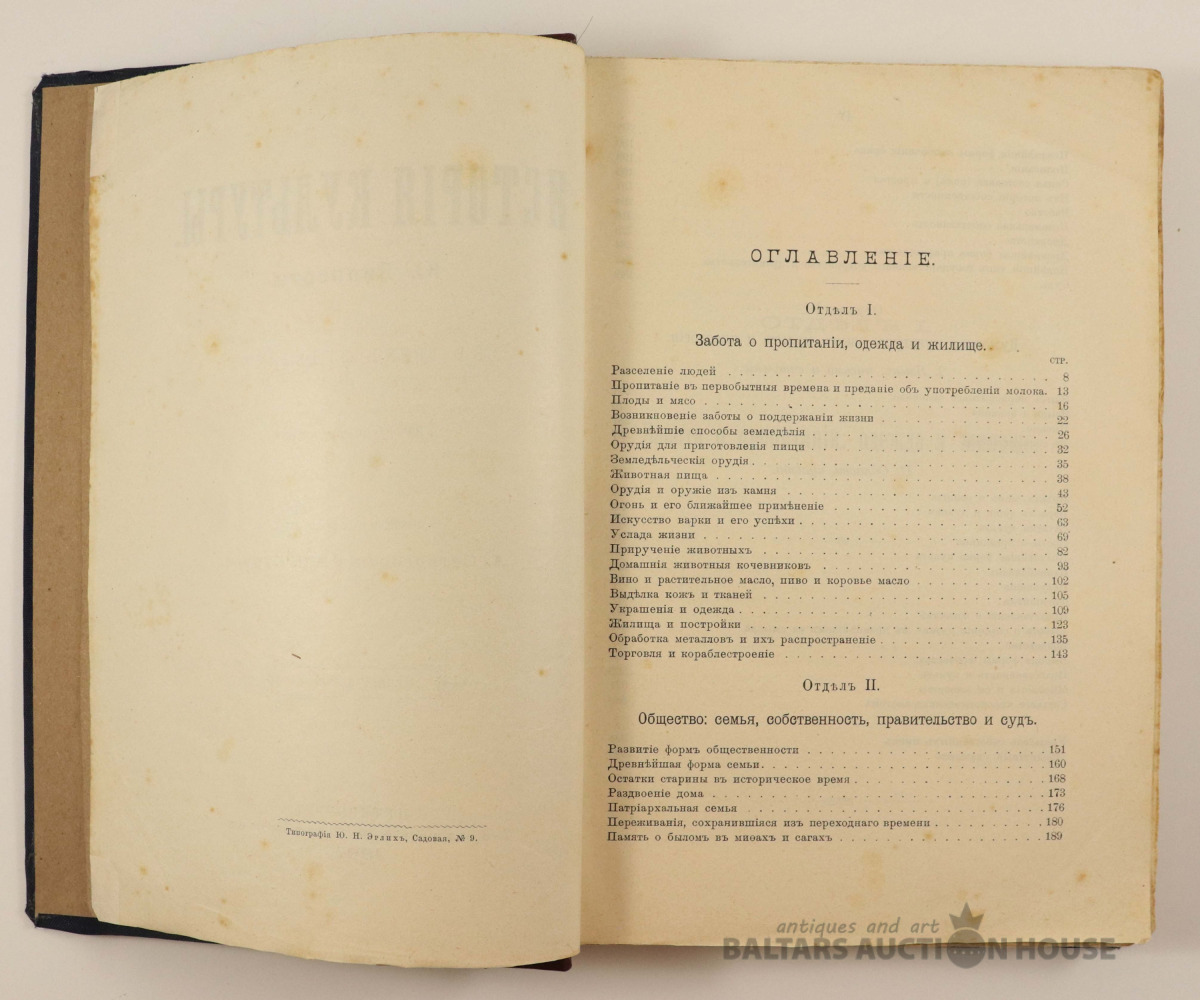 Типографія Ю. Н. Эрлихъ, Садовая, № 9.
ОГЛАВЛЕНІЕ.
Отдѣлъ I.
Забота о пропитаніи, одежда и жилище.
СТР.
Разселеніе людей . . . . . . . . . . 8
Пропитаніе въ первобытныя времена и преданіе объ употребленіи молока. 13
Плоды и мясо . . . . . . . . . . 16
Возникновеніе заботы о поддержаніи жизни . . . . . . . . . . 22
Древнѣйшіе способы земледѣлія . . . . . . . . . . 26
Орудія для приготовленія пищи . . . . . . . . . . 32
Земледѣльческія орудія . . . . . . . . . . 35
Животная пища . . . . . . . . . . 38
Орудія и оружіе изъ камня . . . . . . . . . . 43
Огонь и его ближайшее примѣненіе . . . . . . . . . . 52
Искусство варки и его успѣхи . . . . . . . . . . 63
Услада жизни . . . . . . . . . . 69
Прирученіе животныхъ . . . . . . . . . . 82
Домашнія животныя кочевниковъ . . . . . . . . . . 93
Вино и растительное масло, пиво и коровье масло . . . . . . . . . . 102
Выдѣлка кожъ и тканей . . . . . . . . . . 105
Украшенія и одежда . . . . . . . . . . 109
Жилища и постройки . . . . . . . . . . 123
Обработка металловъ и ихъ распространеніе . . . . . . . . . . 135
Торговля и кораблестроеніе . . . . . . . . . . 143
Отдѣлъ II.
Общество: семья, собственность, правительство и судъ.
Развитіе формъ общественности . . . . . . . . . . 151
Древнѣйшая форма семьи . . . . . . . . . . 160
Остатки старины въ историческое время . . . . . . . . . . 168
Раздвоеніе дома . . . . . . . . . . 173
Патріархальная семья . . . . . . . . . . 176
Переживанія, сохранившіяся изъ переходнаго времени . . . . . . . . . . 180
Память о быломъ въ миѳахъ и сагахъ . . . . . . . . . . 189
antiques and art
BALTARS AUCTION HOUSE